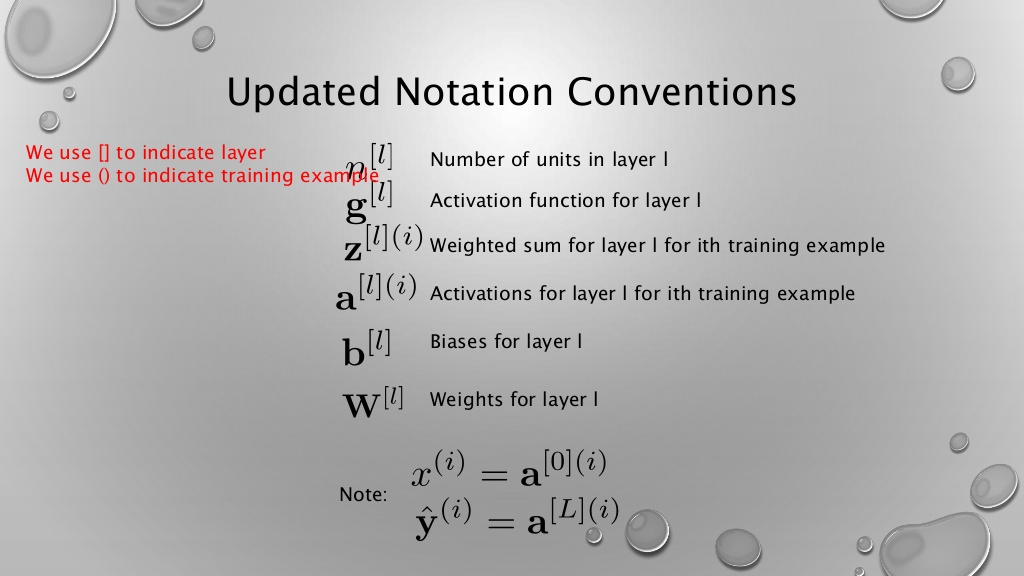 Updated Notation Conventions
We use [] to indicate layer
We use () to indicate training example
n^{[l]} Number of units in layer l
g^{[l]} Activation function for layer l
z^{[l](i)} Weighted sum for layer l for ith training example
a^{[l](i)} Activations for layer l for ith training example
b^{[l]} Biases for layer l
W^{[l]} Weights for layer l
Note:
x^{(i)} = a^{[0](i)}
ŷ^{(i)} = a^{[L](i)}